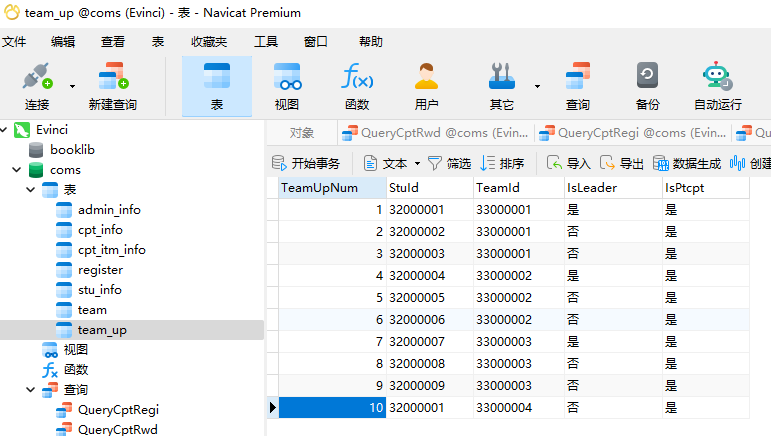 team_up @coms (Evinci) - 表 - Navicat Premium
文件 编辑 查看 表 收藏夹 工具 窗口 帮助
连接 新建查询 表 视图 函数 用户 其它 查询 备份 自动运行
Evinci
booklib
coms
表
admin_info
cpt_info
cpt_itm_info
register
stu_info
team
team_up
视图
函数
查询
QueryCptRegi
QueryCptRwd
对象 QueryCptRwd @coms (Evin... QueryCptRegi @coms (Evin...
开始事务 文本 筛选 排序 导入 导出 数据生成 创建
TeamUpNum StuId TeamId IsLeader IsPtcpt
1 32000001 33000001 是 是
2 32000002 33000001 否 是
3 32000003 33000001 否 是
4 32000004 33000002 是 是
5 32000005 33000002 否 是
6 32000006 33000002 否 是
7 32000007 33000003 是 是
8 32000008 33000003 否 是
9 32000009 33000003 否 是
10 32000001 33000004 否 是